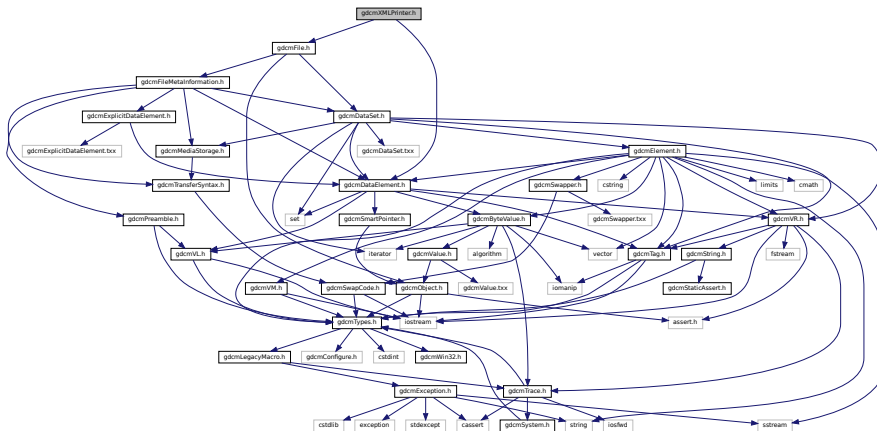 gdcmXMLPrinter.h
gdcmFile.h
gdcmFileMetaInformation.h
gdcmExplicitDataElement.h
gdcmDataSet.h
gdcmExplicitDataElement.txx
gdcmMediaStorage.h
gdcmDataSet.txx
gdcmElement.h
gdcmTransferSyntax.h
gdcmDataElement.h
gdcmSwapper.h
cstring
limits
cmath
gdcmPreamble.h
set
gdcmSmartPointer.h
gdcmByteValue.h
gdcmSwapper.txx
gdcmVR.h
gdcmVL.h
iterator
gdcmValue.h
algorithm
vector
gdcmTag.h
gdcmString.h
fstream
gdcmVM.h
gdcmSwapCode.h
gdcmObject.h
gdcmValue.txx
iomanip
gdcmStaticAssert.h
gdcmTypes.h
iostream
assert.h
gdcmLegacyMacro.h
gdcmConfigure.h
cstdint
gdcmWin32.h
gdcmException.h
gdcmTrace.h
cstdlib
exception
stdexcept
cassert
gdcmSystem.h
string
iosfwd
sstream